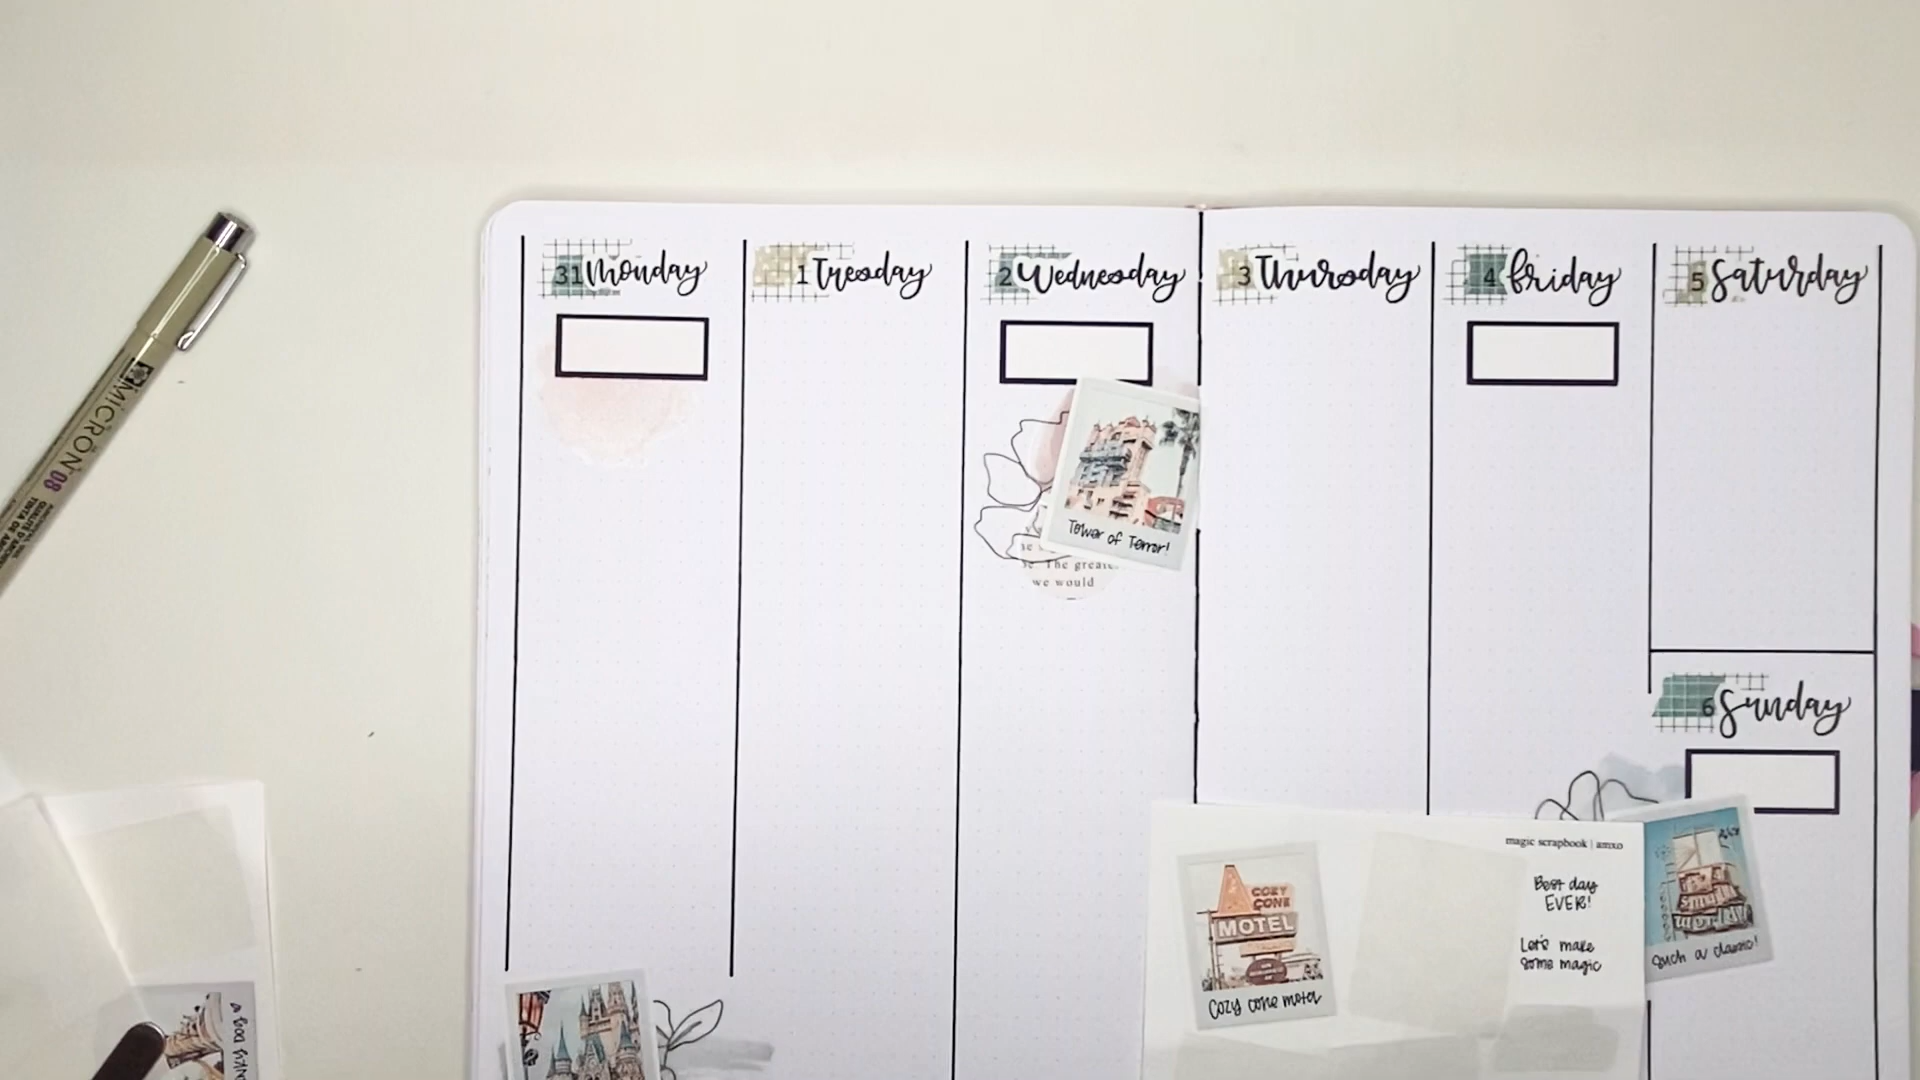 31 Monday
1 Tuesday
2 Wednesday
3 Thursday
4 Friday
5 Saturday
MICRON 08
Tower of Terror!
The
we would
6 Sunday
magic scrapbook | amxo
COZY
CONE
MOTEL
Cozy cone motel
Best day
EVER!
Let's make
some magic
small
world
Such a classic!